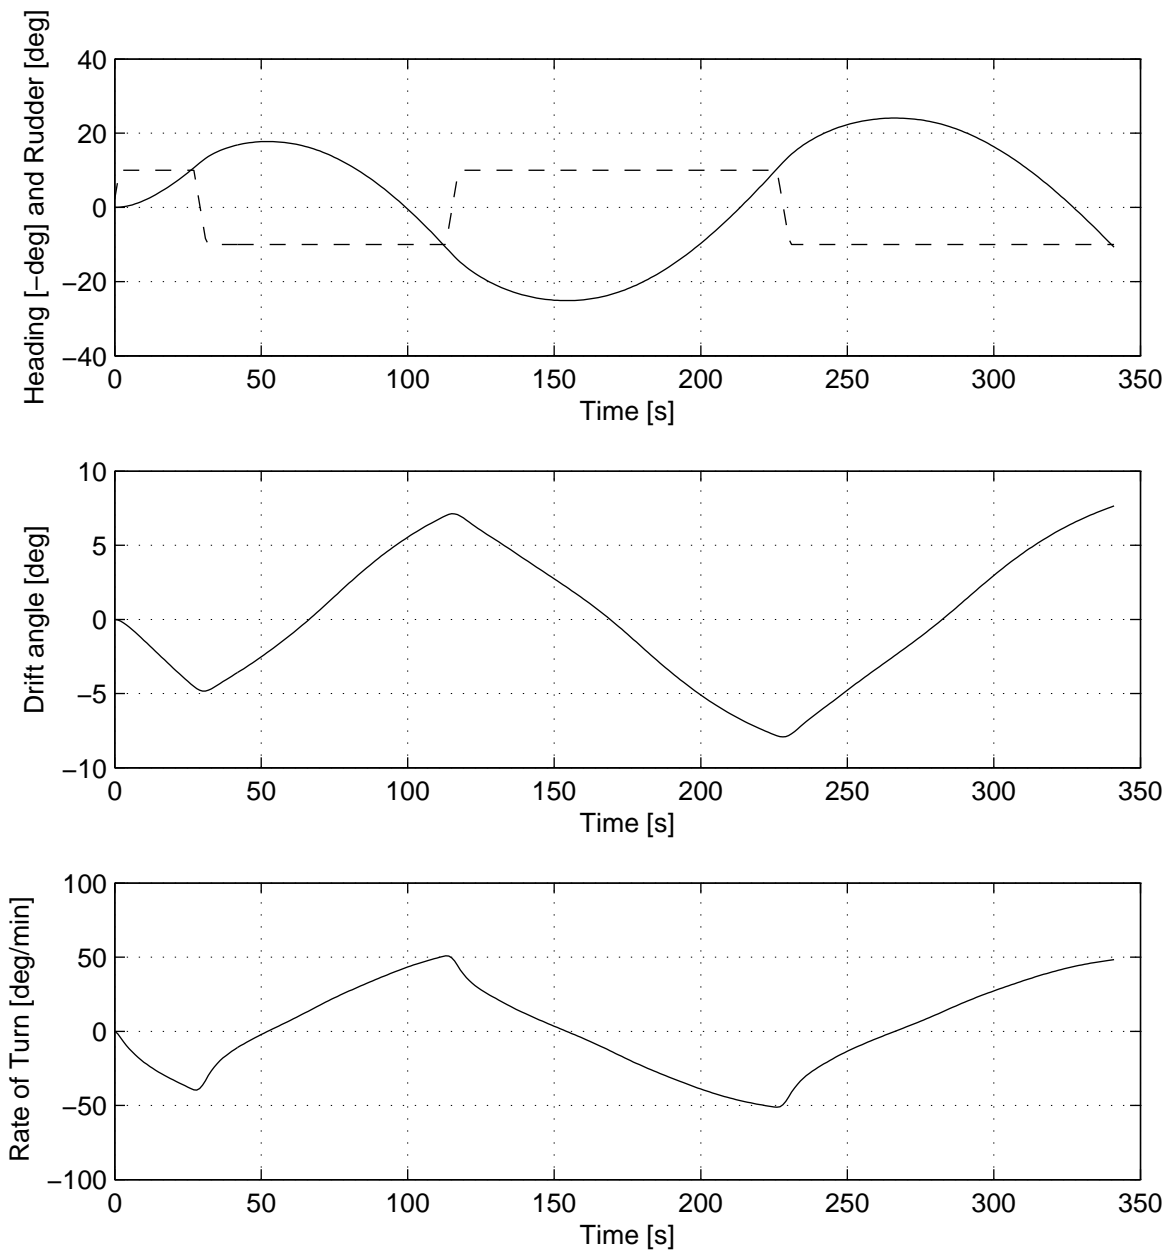 Heading [−deg] and Rudder [deg]
40
20
0
−20
−40
0 50 100 150 200 250 300 350
Time [s]
Drift angle [deg]
10
5
0
−5
−10
0 50 100 150 200 250 300 350
Time [s]
Rate of Turn [deg/min]
100
50
0
−50
−100
0 50 100 150 200 250 300 350
Time [s]